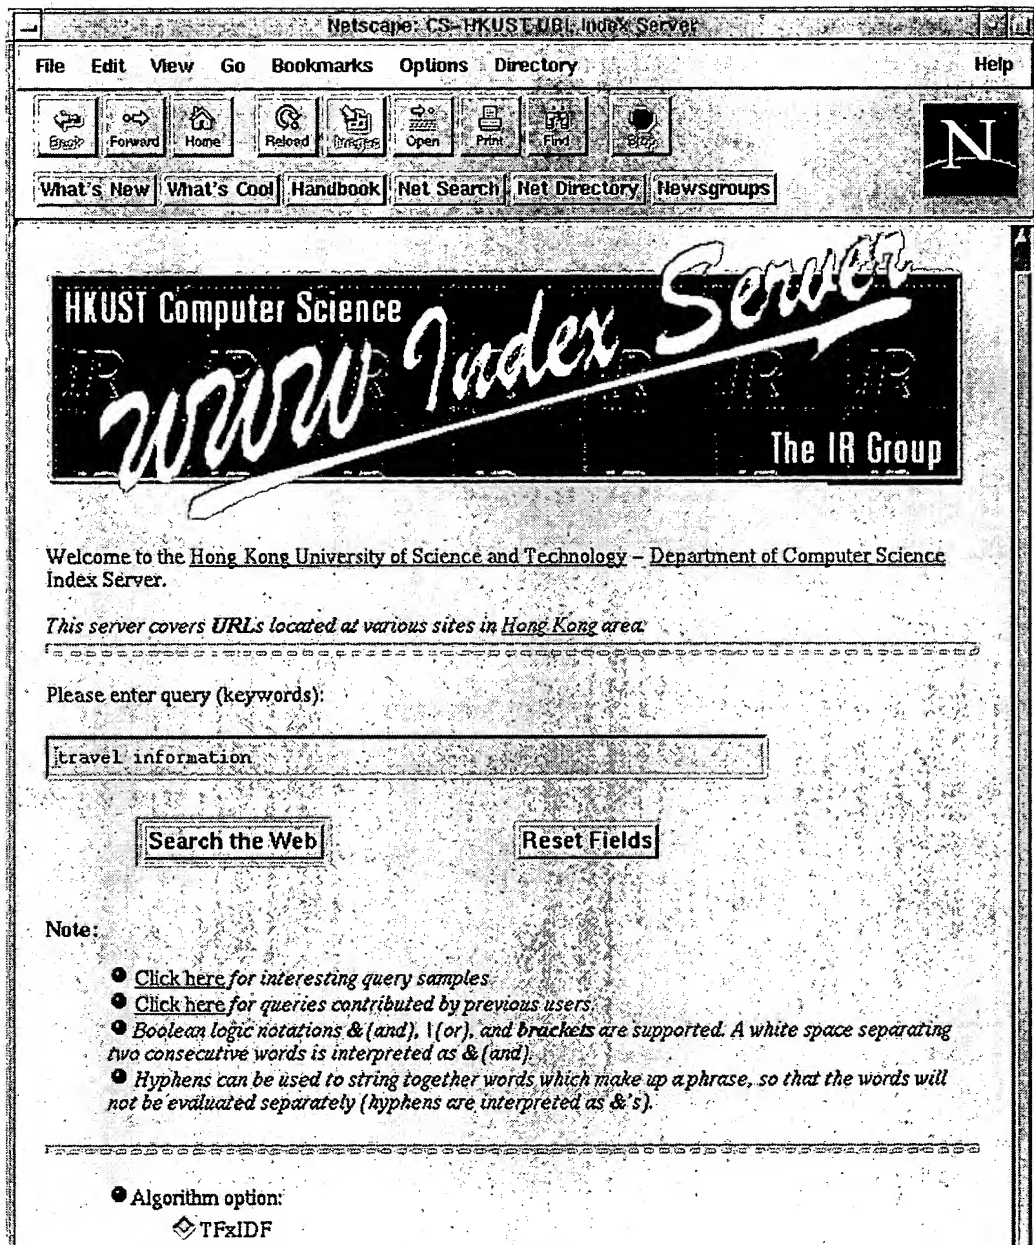 Netscape: CS-HKUST URL Index Server
File Edit View Go Bookmarks Options Directory Help
Back Forward Home Reload Images Open Print Find Stop
What's New What's Cool Handbook Net Search Net Directory Newsgroups
N
HKUST Computer Science
WWW Index Server
IR IR IR IR IR IR
The IR Group
Welcome to the Hong Kong University of Science and Technology – Department of Computer Science
Index Server.
This server covers URLs located at various sites in Hong Kong area.
Please enter query (keywords):
travel information
Search the Web Reset Fields
Note:
Click here for interesting query samples.
Click here for queries contributed by previous users.
Boolean logic notations & (and), | (or), and brackets are supported. A white space separating
two consecutive words is interpreted as & (and).
Hyphens can be used to string together words which make up a phrase, so that the words will
not be evaluated separately (hyphens are interpreted as &'s).
Algorithm option:
TFxIDF